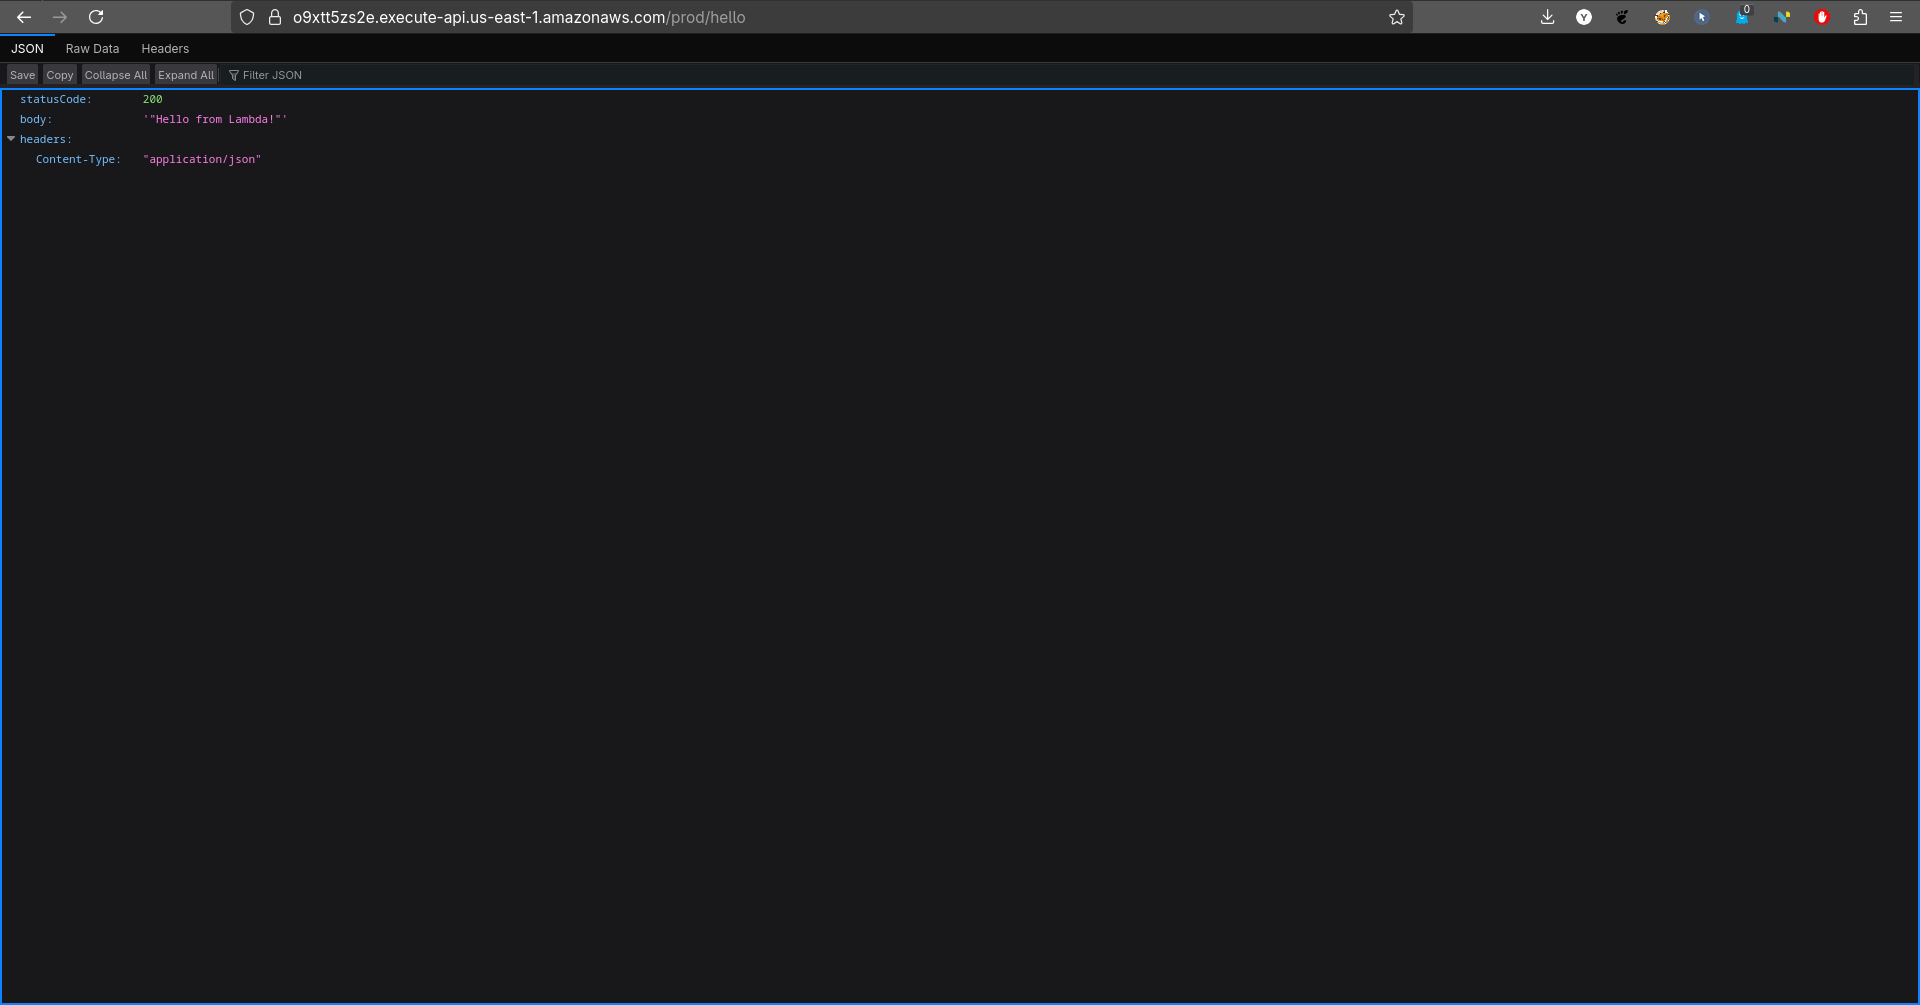 o9xtt5zs2e.execute-api.us-east-1.amazonaws.com/prod/hello
Y
0
N
JSON Raw Data Headers
Save Copy Collapse All Expand All Filter JSON
statusCode: 200
body: '"Hello from Lambda!"'
headers:
Content-Type: "application/json"